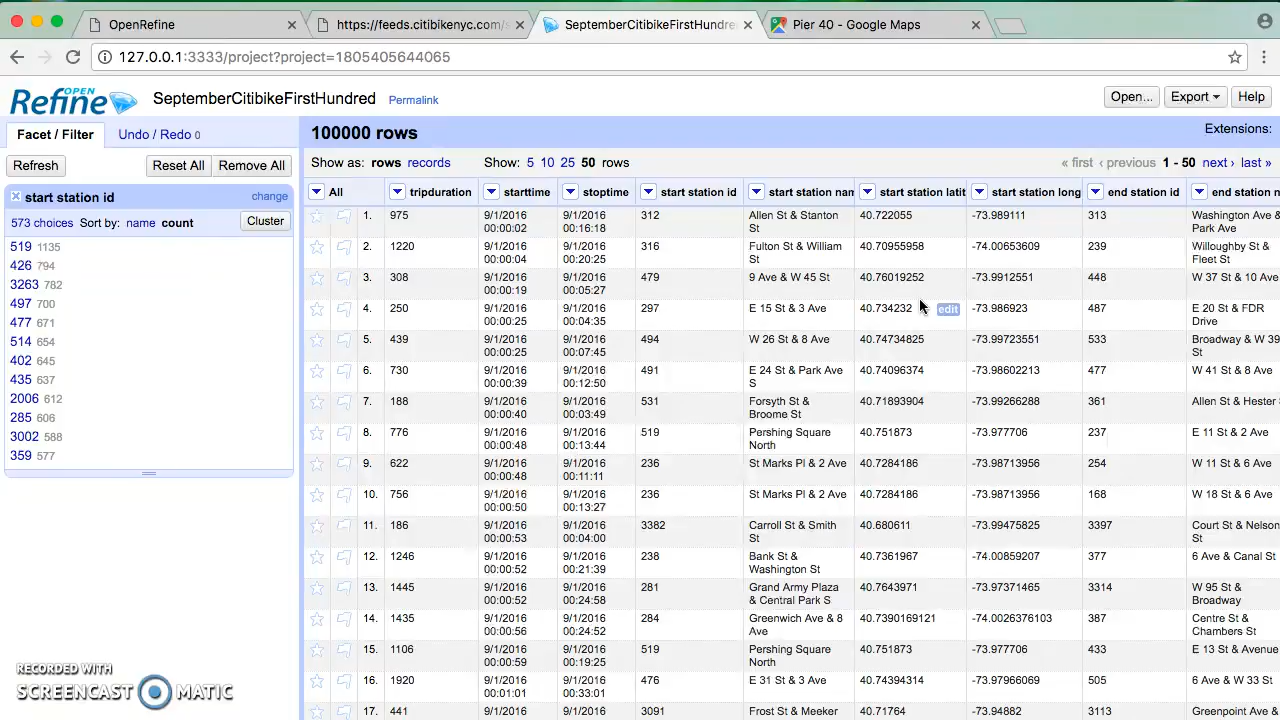 OpenRefine
https://feeds.citibikenyc.com/s
SeptemberCitibikeFirstHundre
Pier 40 - Google Maps
127.0.0.1:3333/project?project=1805405644065
OPEN
Refine
SeptemberCitibikeFirstHundred Permalink
Open... Export Help
Facet / Filter Undo / Redo 0
100000 rows
Extensions:
Refresh Reset All Remove All
Show as: rows records Show: 5 10 25 50 rows
« first ‹ previous 1 - 50 next › last »
start station id change
573 choices Sort by: name count Cluster
519 1135
426 794
3263 782
497 700
477 671
514 654
402 645
435 637
2006 612
285 606
3002 588
359 577
All tripduration starttime stoptime start station id start station nam start station latit start station long end station id end station n
1. 975 9/1/2016 9/1/2016 312 Allen St & Stanton 40.722055 -73.989111 313 Washington Ave
00:00:02 00:16:18 St Park Ave
2. 1220 9/1/2016 9/1/2016 316 Fulton St & William 40.70955958 -74.00653609 239 Willoughby St &
00:00:04 00:20:25 St Fleet St
3. 308 9/1/2016 9/1/2016 479 9 Ave & W 45 St 40.76019252 -73.9912551 448 W 37 St & 10 Ave
00:00:19 00:05:27
4. 250 9/1/2016 9/1/2016 297 E 15 St & 3 Ave 40.734232 edit -73.986923 487 E 20 St & FDR
00:00:25 00:04:35 Drive
5. 439 9/1/2016 9/1/2016 494 W 26 St & 8 Ave 40.74734825 -73.99723551 533 Broadway & W 39
00:00:25 00:07:45 St
6. 730 9/1/2016 9/1/2016 491 E 24 St & Park Ave 40.74096374 -73.98602213 477 W 41 St & 8 Ave
00:00:39 00:12:50 S
7. 188 9/1/2016 9/1/2016 531 Forsyth St & 40.71893904 -73.99266288 361 Allen St & Hester
00:00:40 00:03:49 Broome St
8. 776 9/1/2016 9/1/2016 519 Pershing Square 40.751873 -73.977706 237 E 11 St & 2 Ave
00:00:48 00:13:44 North
9. 622 9/1/2016 9/1/2016 236 St Marks Pl & 2 Ave 40.7284186 -73.98713956 254 W 11 St & 6 Ave
00:00:48 00:11:11
10. 756 9/1/2016 9/1/2016 236 St Marks Pl & 2 Ave 40.7284186 -73.98713956 168 W 18 St & 6 Ave
00:00:50 00:13:27
11. 186 9/1/2016 9/1/2016 3382 Carroll St & Smith 40.680611 -73.99475825 3397 Court St & Nelson
00:00:53 00:04:00 St St
12. 1246 9/1/2016 9/1/2016 238 Bank St & 40.7361967 -74.00859207 377 6 Ave & Canal St
00:00:52 00:21:39 Washington St
13. 1445 9/1/2016 9/1/2016 281 Grand Army Plaza 40.7643971 -73.97371465 3314 W 95 St &
00:00:52 00:24:58 & Central Park S Broadway
14. 1435 9/1/2016 9/1/2016 284 Greenwich Ave & 8 40.7390169121 -74.0026376103 387 Centre St &
00:00:56 00:24:52 Ave Chambers St
15. 1106 9/1/2016 9/1/2016 519 Pershing Square 40.751873 -73.977706 433 E 13 St & Avenue
00:00:59 00:19:25 North
16. 1920 9/1/2016 9/1/2016 476 E 31 St & 3 Ave 40.74394314 -73.97966069 505 6 Ave & W 33 St
00:01:01 00:33:01
17. 441 9/1/2016 9/1/2016 3091 Frost St & Meeker 40.71764 -73.94882 3113 Greenpoint Ave &
RECORDED WITH
SCREENCAST MATIC